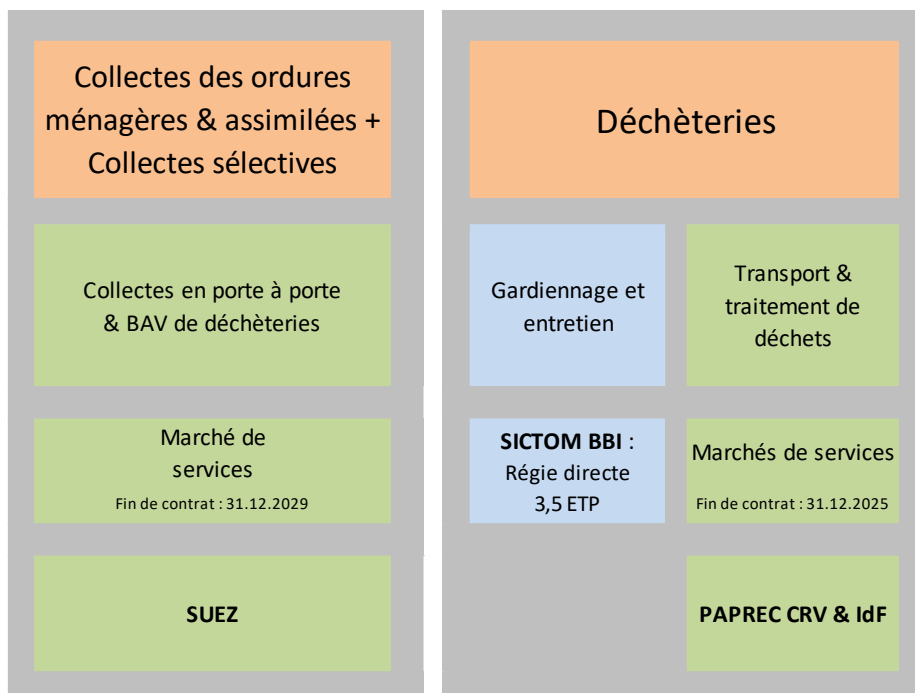 Collectes des ordures
ménagères & assimilées +
Collectes sélectives
Collectes en porte à porte
& BAV de déchèteries
Marché de
services
Fin de contrat : 31.12.2029
SUEZ
Déchèteries
Gardiennage et
entretien
SICTOM BBI :
Régie directe
3,5 ETP
Transport &
traitement de
déchets
Marchés de services
Fin de contrat : 31.12.2025
PAPREC CRV & IdF